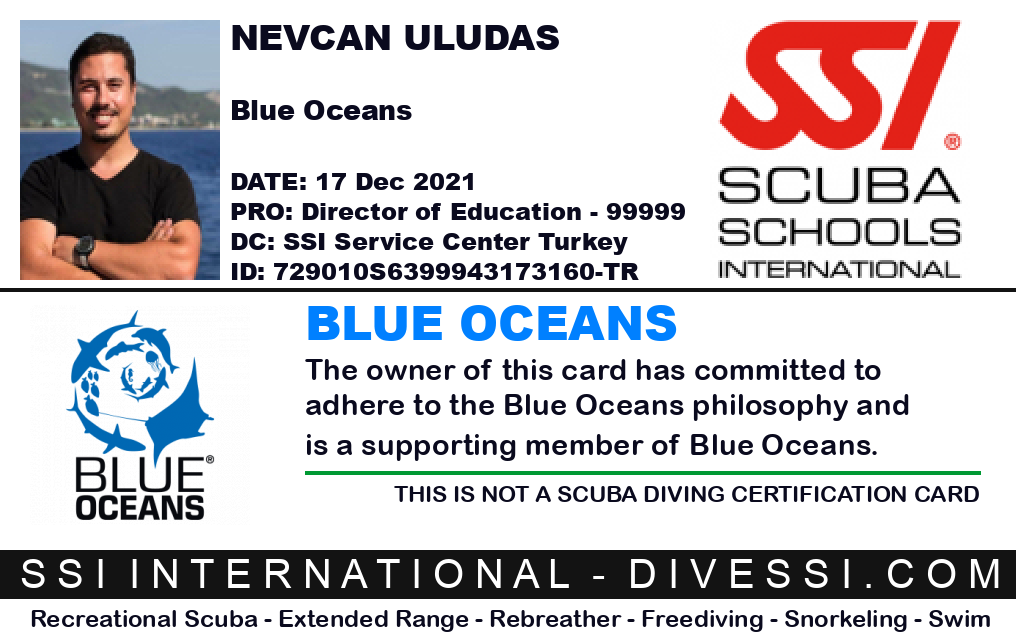 NEVCAN ULUDAS
Blue Oceans
DATE: 17 Dec 2021
PRO: Director of Education - 99999
DC: SSI Service Center Turkey
ID: 729010S6399943173160-TR
SSI®
SCUBA
SCHOOLS
INTERNATIONAL
BLUE OCEANS
The owner of this card has committed to
adhere to the Blue Oceans philosophy and
is a supporting member of Blue Oceans.
THIS IS NOT A SCUBA DIVING CERTIFICATION CARD
BLUE®
OCEANS
SSI INTERNATIONAL - DIVESSI.COM
Recreational Scuba - Extended Range - Rebreather - Freediving - Snorkeling - Swim